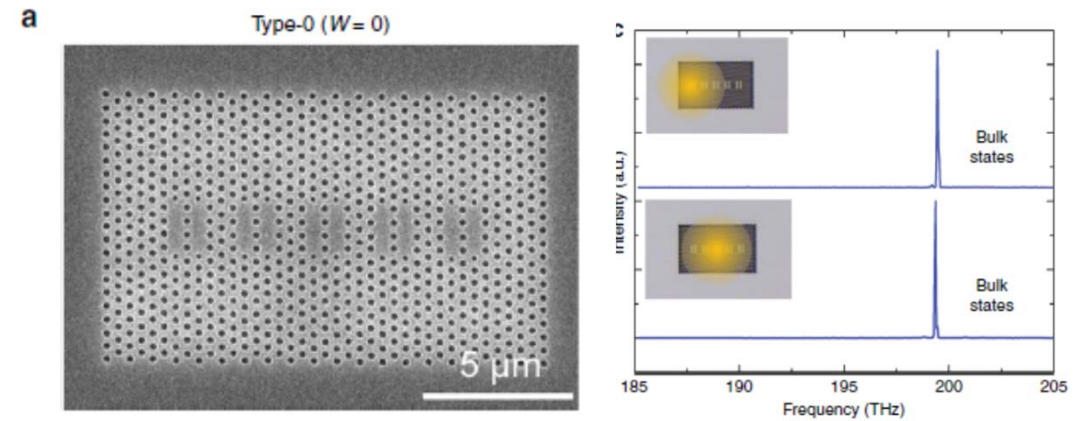 a
Type-0 (W = 0)
5 μm
c
Intensity (a.u.)
Bulk
states
Bulk
states
185
190
195
200
205
Frequency (THz)